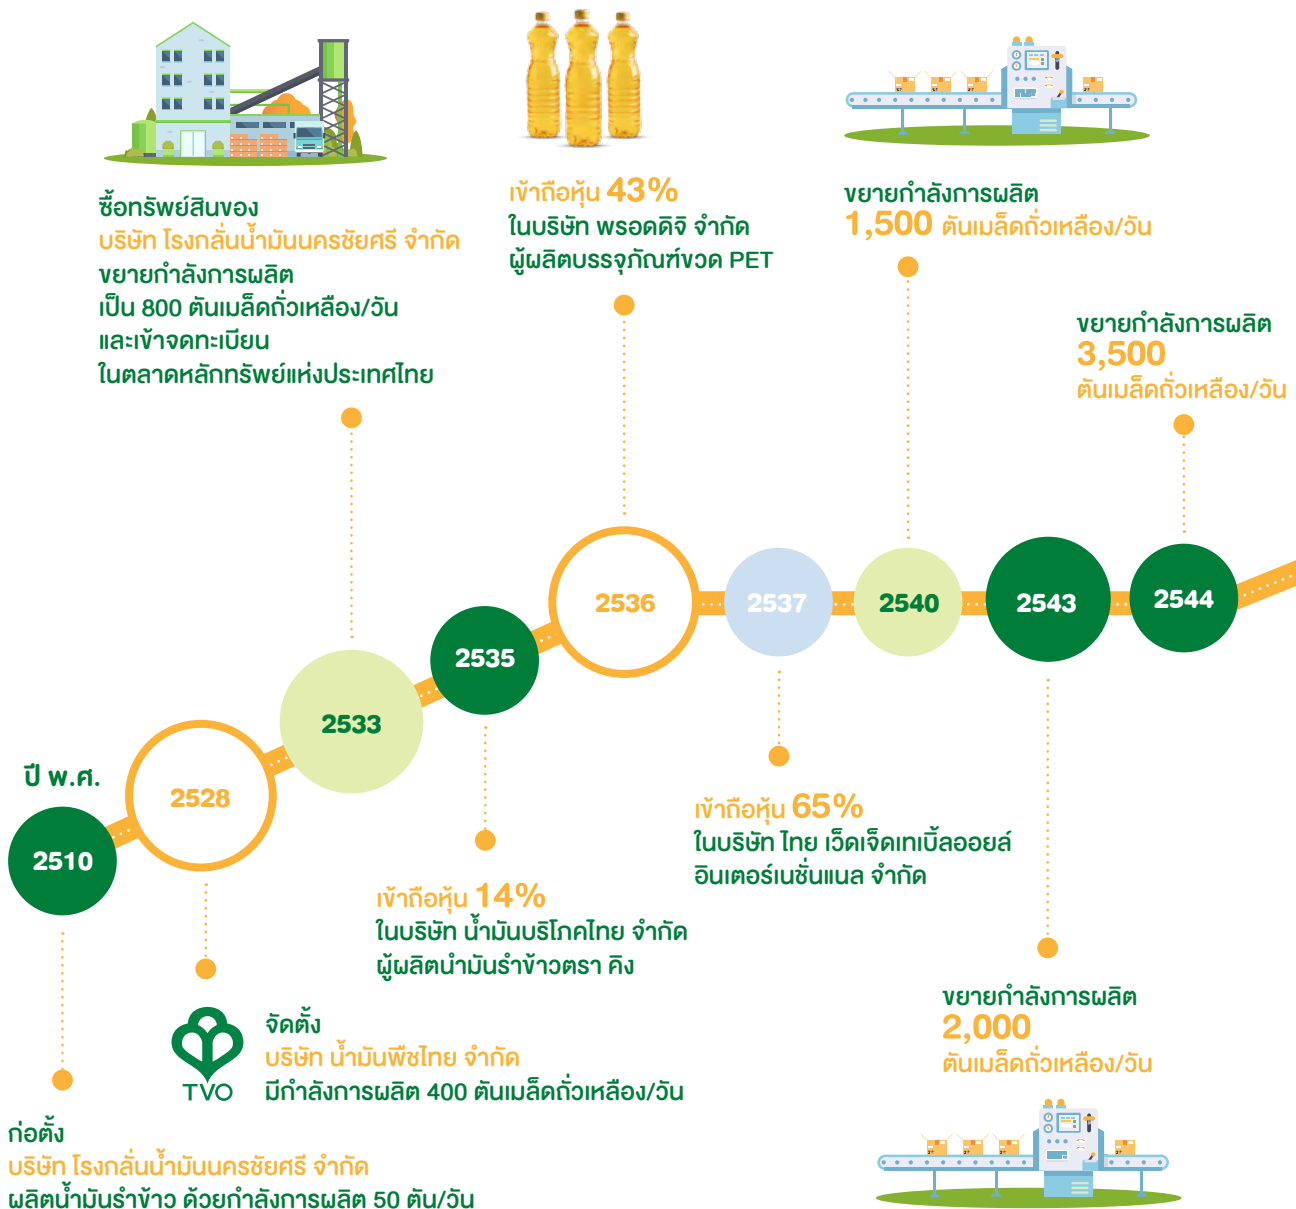 ซื้อทรัพย์สินของ
บริษัท โรงกลั่นน้ำมันนครชัยศรี จำกัด
ขยายกำลังการผลิต
เป็น 800 ตันเมล็ดถั่วเหลือง/วัน
และเข้าจดทะเบียน
ในตลาดหลักทรัพย์แห่งประเทศไทย
เข้าถือหุ้น 43%
ในบริษัท พรอดดิจิ จำกัด
ผู้ผลิตบรรจุภัณฑ์ขวด PET
ขยายกำลังการผลิต
1,500 ตันเมล็ดถั่วเหลือง/วัน
ขยายกำลังการผลิต
3,500
ตันเมล็ดถั่วเหลือง/วัน
ปี พ.ศ.
2510
2528
2533
2535
2536
2537
2540
2543
2544
เข้าถือหุ้น 65%
ในบริษัท ไทย เว็ดเจ็ดเทเบิ้ลออยล์
อินเตอร์เนชั่นแนล จำกัด
เข้าถือหุ้น 14%
ในบริษัท น้ำมันบริโภคไทย จำกัด
ผู้ผลิตนำมันรำข้าวตรา คิง
ขยายกำลังการผลิต
2,000
ตันเมล็ดถั่วเหลือง/วัน
TVO
จัดตั้ง
บริษัท น้ำมันพืชไทย จำกัด
มีกำลังการผลิต 400 ตันเมล็ดถั่วเหลือง/วัน
ก่อตั้ง
บริษัท โรงกลั่นน้ำมันนครชัยศรี จำกัด
ผลิตน้ำมันรำข้าว ด้วยกำลังการผลิต 50 ตัน/วัน